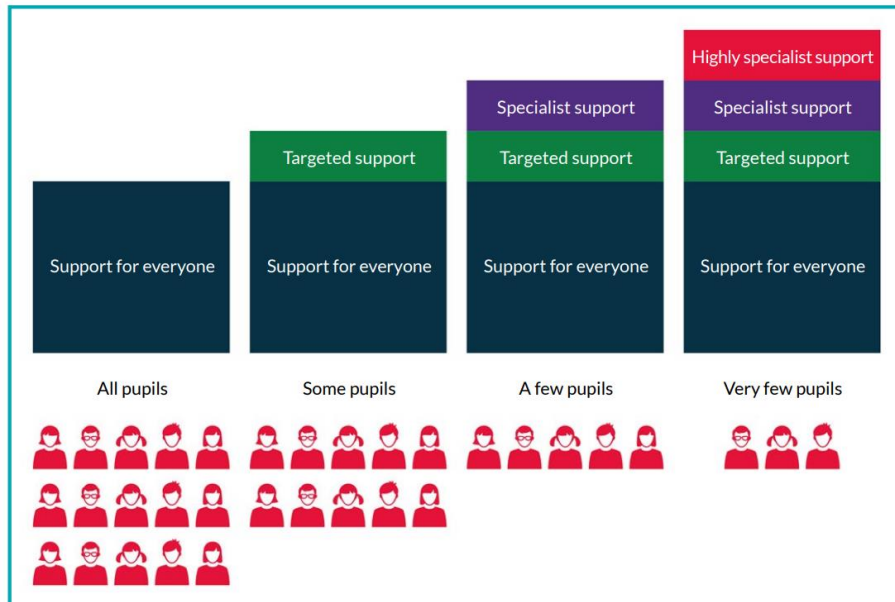 Highly specialist support
Specialist support
Specialist support
Targeted support
Targeted support
Targeted support
Support for everyone
Support for everyone
Support for everyone
Support for everyone
All pupils
Some pupils
A few pupils
Very few pupils